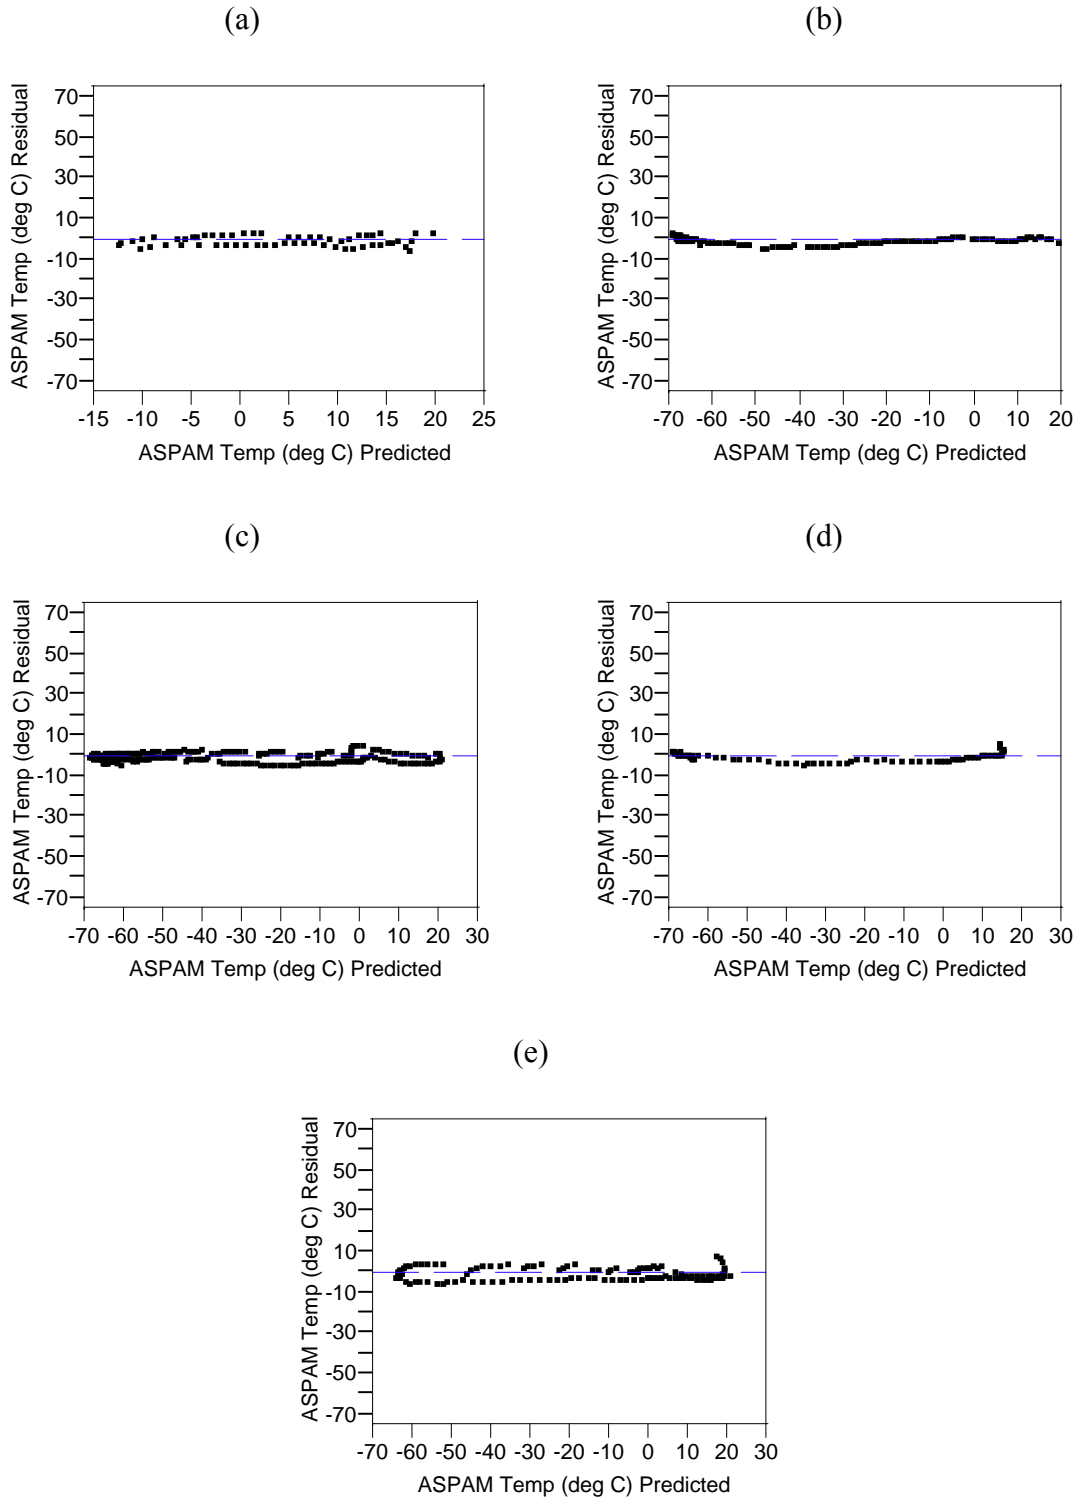 (a)
(b)
ASPAM Temp (deg C) Residual
70
50
30
10
-10
-30
-50
-70
-15 -10 -5 0 5 10 15 20 25
ASPAM Temp (deg C) Predicted
ASPAM Temp (deg C) Residual
70
50
30
10
-10
-30
-50
-70
-70 -60 -50 -40 -30 -20 -10 0 10 20
ASPAM Temp (deg C) Predicted
(c)
(d)
ASPAM Temp (deg C) Residual
70
50
30
10
-10
-30
-50
-70
-70 -60 -50 -40 -30 -20 -10 0 10 20 30
ASPAM Temp (deg C) Predicted
ASPAM Temp (deg C) Residual
70
50
30
10
-10
-30
-50
-70
-70 -60 -50 -40 -30 -20 -10 0 10 20 30
ASPAM Temp (deg C) Predicted
(e)
ASPAM Temp (deg C) Residual
70
50
30
10
-10
-30
-50
-70
-70 -60 -50 -40 -30 -20 -10 0 10 20 30
ASPAM Temp (deg C) Predicted